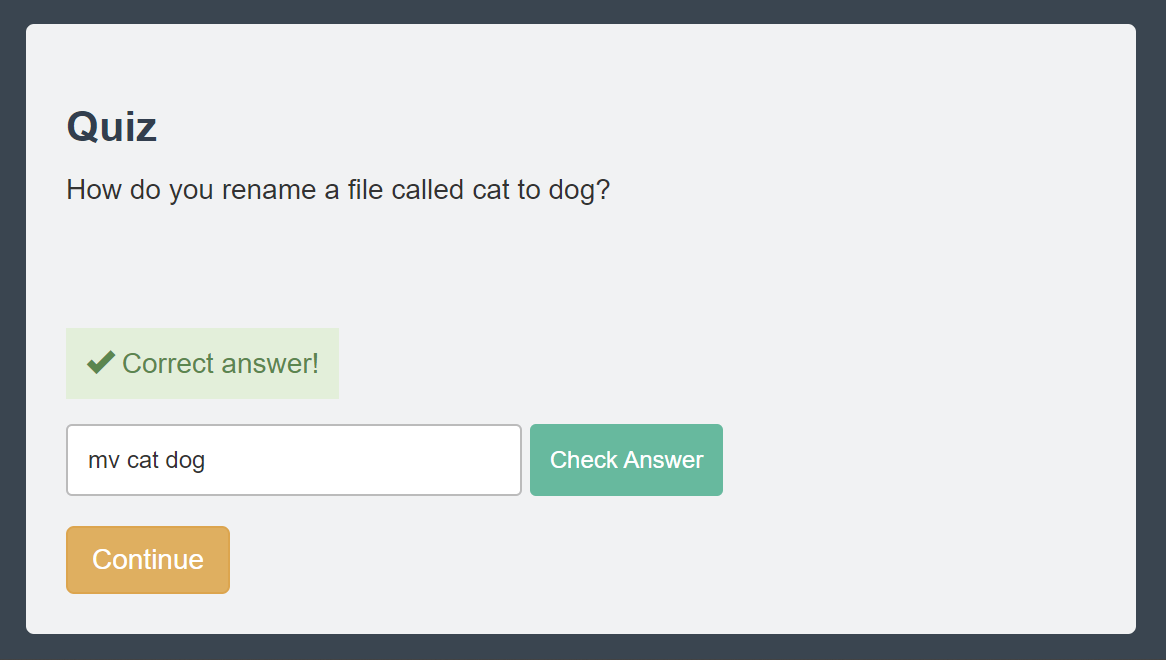 Quiz
How do you rename a file called cat to dog?
Correct answer!
mv cat dog
Check Answer
Continue